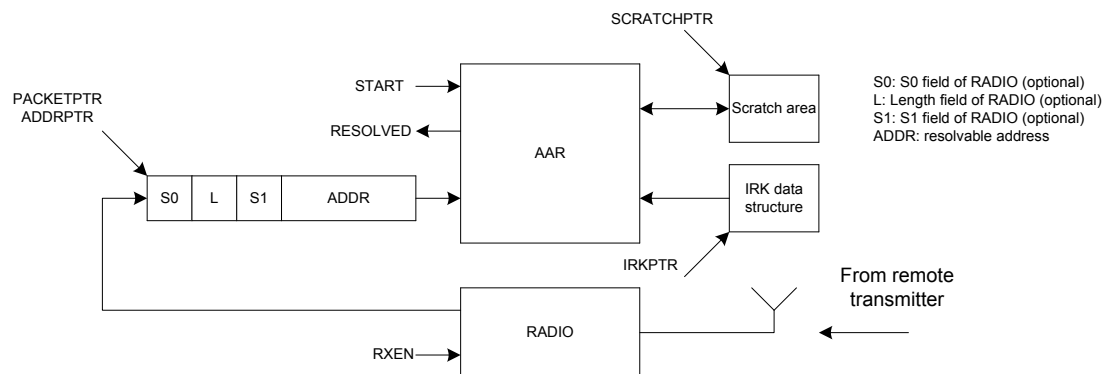 SCRATCHPTR
START
PACKETPTR
ADDRPTR
RESOLVED
AAR
Scratch area
S0: S0 field of RADIO (optional)
L: Length field of RADIO (optional)
S1: S1 field of RADIO (optional)
ADDR: resolvable address
S0
L
S1
ADDR
IRK data
structure
IRKPTR
From remote
transmitter
RADIO
RXEN